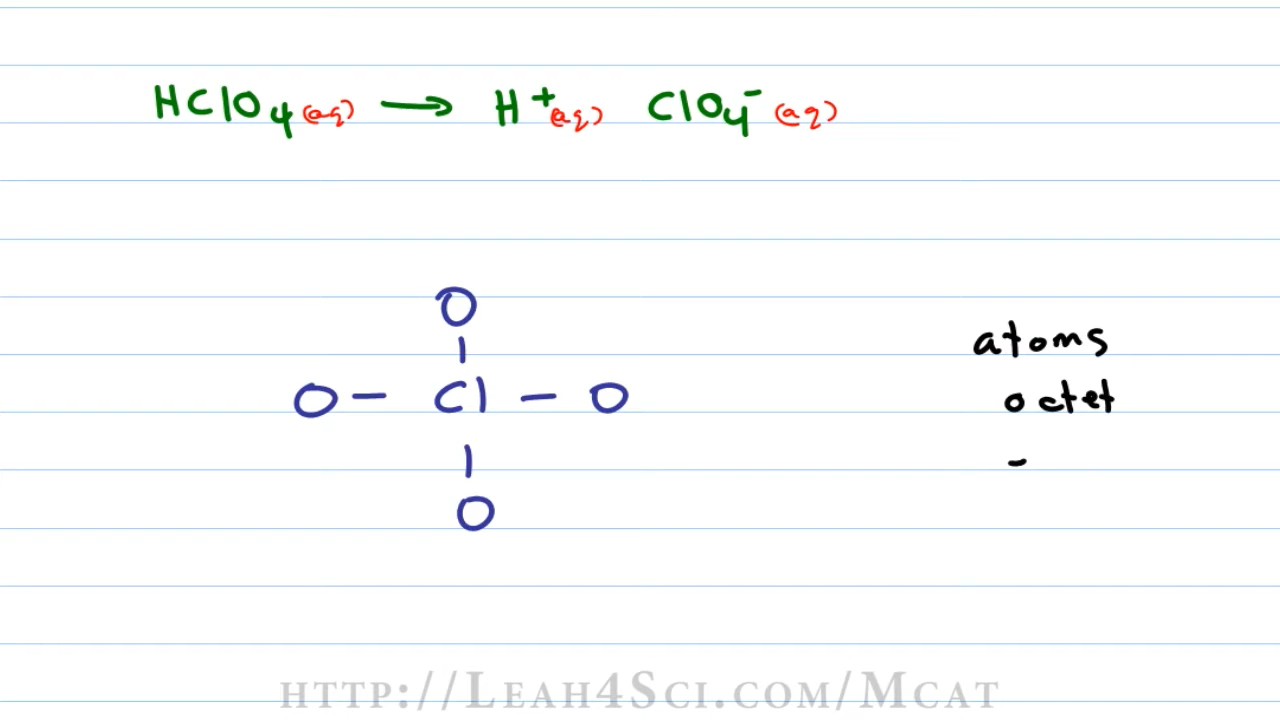 HClO4(aq) → H+(aq) ClO4-(aq)
O
|
O - Cl - O
|
O
atoms
octet
-
HTTP://LEAH4SCI.COM/MCAT